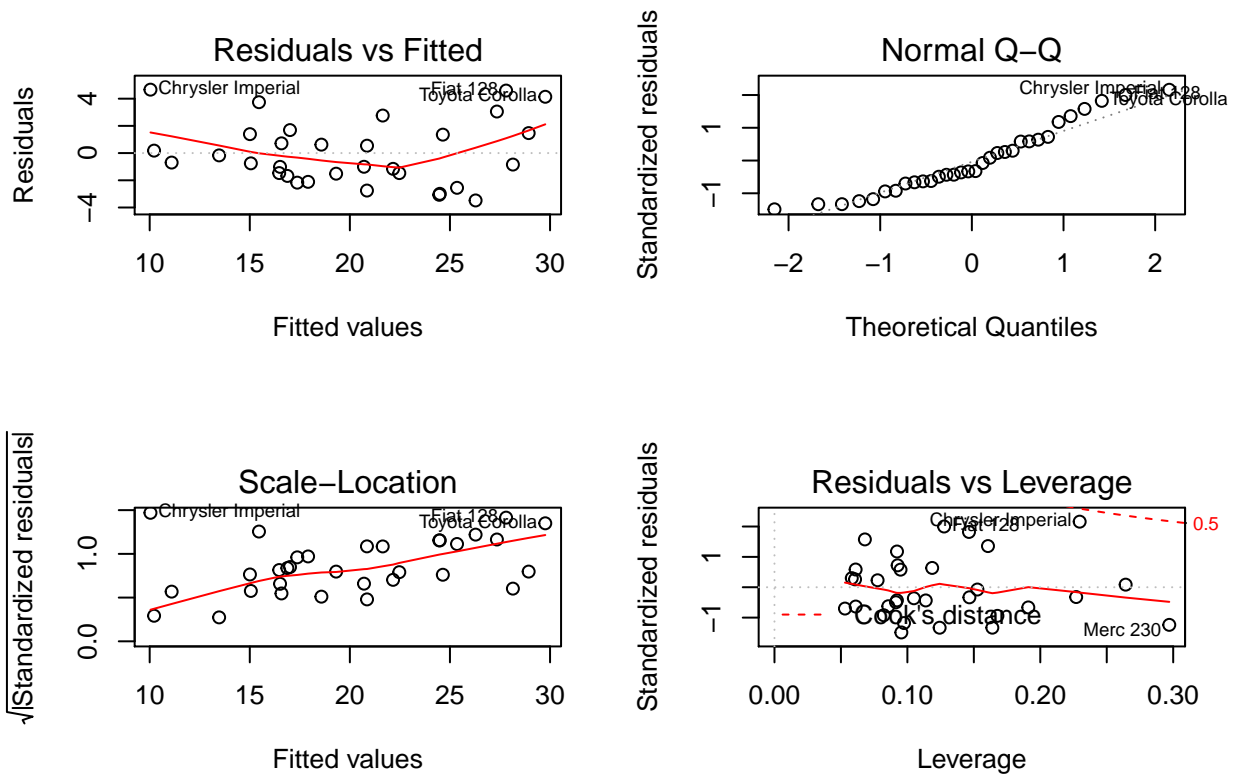 Residuals vs Fitted
Residuals
4
0
−4
Chrysler Imperial
Fiat 128
Toyota Corolla
10
15
20
25
30
Fitted values
Normal Q−Q
Standardized residuals
1
−1
Chrysler Imperial
Fiat 128
Toyota Corolla
−2
−1
0
1
2
Theoretical Quantiles
Scale−Location
√|Standardized residuals|
1.0
0.0
Chrysler Imperial
Fiat 128
Toyota Corolla
10
15
20
25
30
Fitted values
Residuals vs Leverage
Standardized residuals
1
−1
Chrysler Imperial
Fiat 128
0.5
Cook's distance
Merc 230
0.00
0.10
0.20
0.30
Leverage